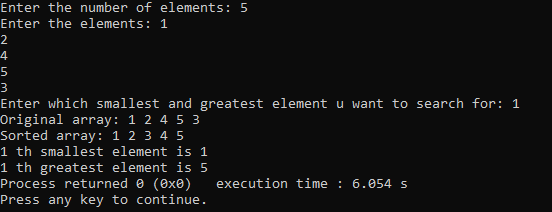 Enter the number of elements: 5
Enter the elements: 1
2
4
5
3
Enter which smallest and greatest element u want to search for: 1
Original array: 1 2 4 5 3
Sorted array: 1 2 3 4 5
1 th smallest element is 1
1 th greatest element is 5
Process returned 0 (0x0)   execution time : 6.054 s
Press any key to continue.